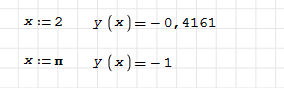 x:=2 y(x)=-0,4161
x:=π y(x)=-1